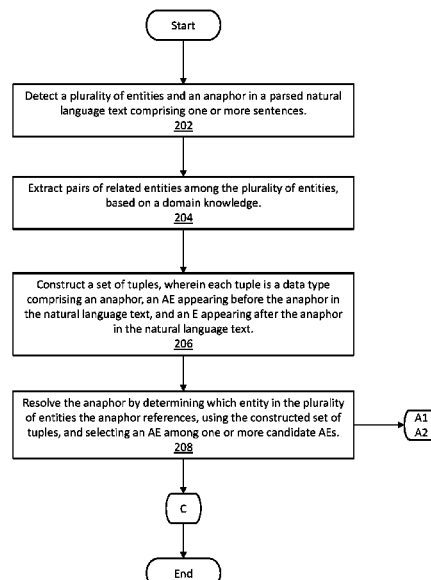 Start
Detect a plurality of entities and an anaphor in a parsed natural
language text comprising one or more sentences.
202
Extract pairs of related entities among the plurality of entities,
based on a domain knowledge.
204
Construct a set of tuples, wherein each tuple is a data type
comprising an anaphor, an AE appearing before the anaphor in
the natural language text, and an E appearing after the anaphor
in the natural language text.
206
Resolve the anaphor by determining which entity in the plurality
of entities the anaphor references, using the constructed set of
tuples, and selecting an AE among one or more candidate AEs.
208
A1
A2
C
End